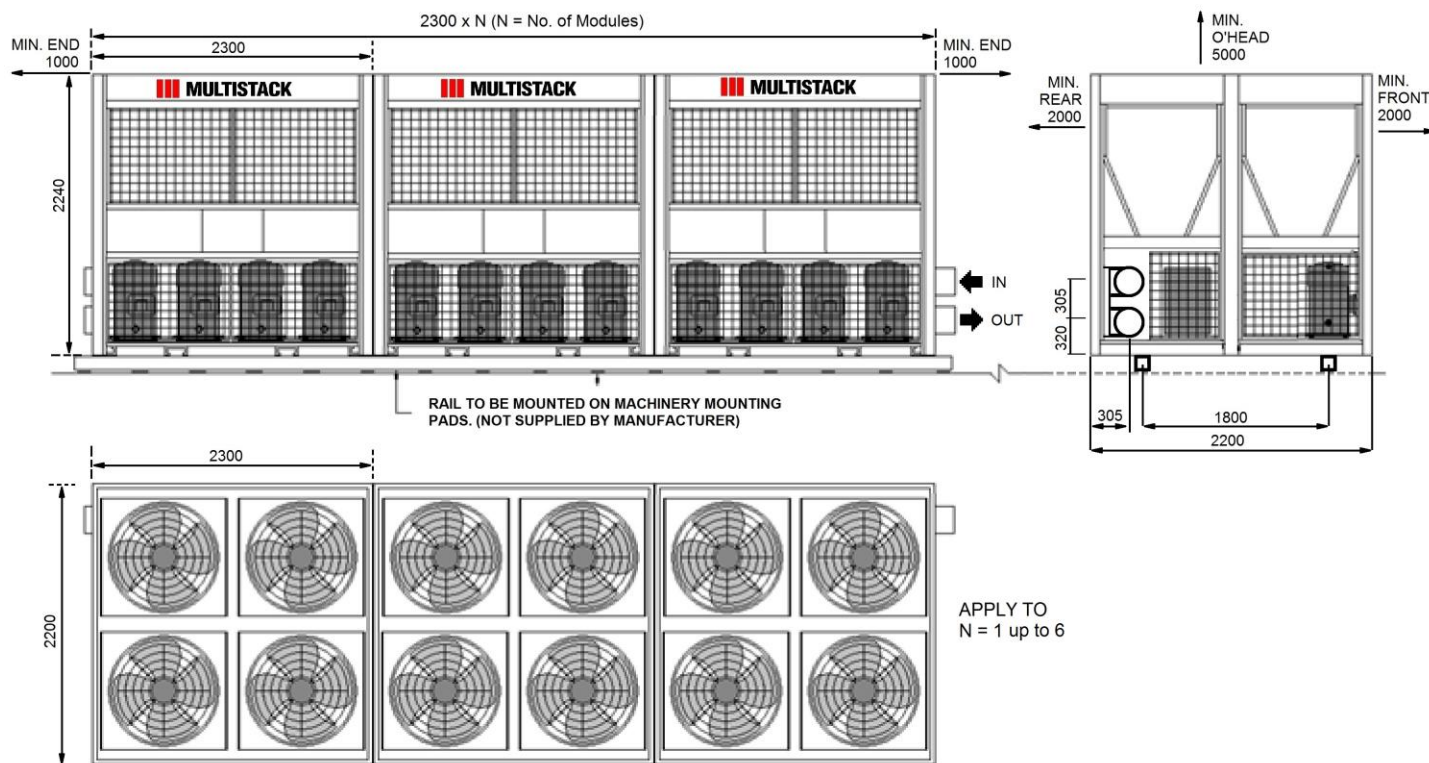 2300 x N (N = No. of Modules)
MIN. END
1000
2300
MIN. END
1000
MULTISTACK
MULTISTACK
MULTISTACK
2240
IN
OUT
RAIL TO BE MOUNTED ON MACHINERY MOUNTING
PADS. (NOT SUPPLIED BY MANUFACTURER)
MIN.
O'HEAD
5000
MIN.
REAR
2000
MIN.
FRONT
2000
305
320
305
1800
2200
2300
2200
APPLY TO
N = 1 up to 6